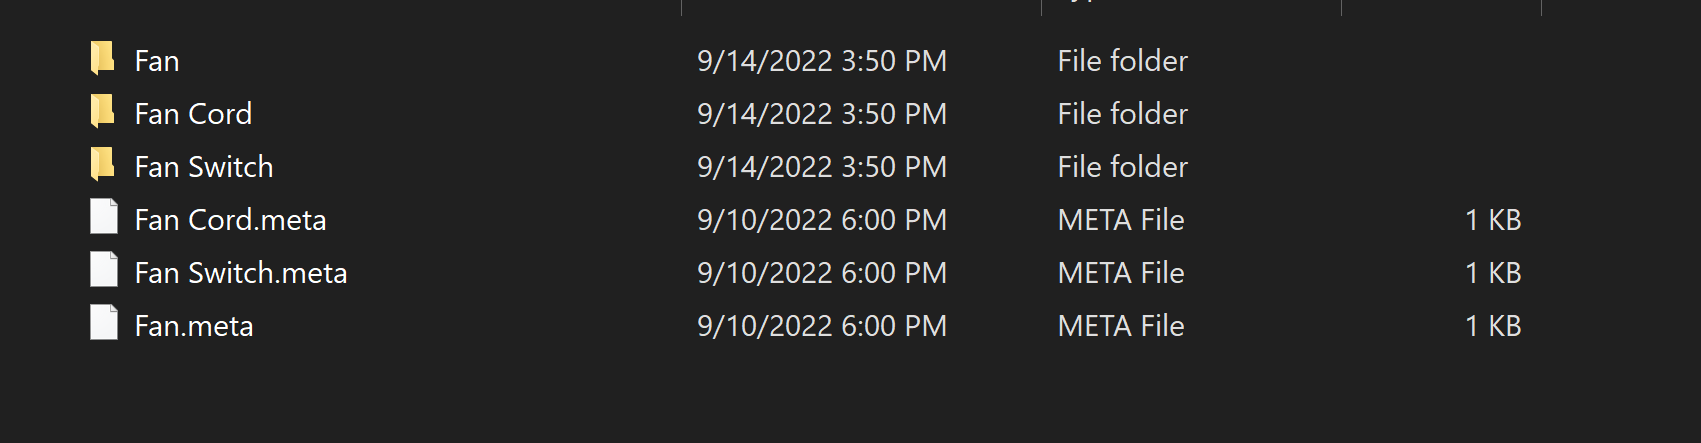 Fan 9/14/2022 3:50 PM File folder
Fan Cord 9/14/2022 3:50 PM File folder
Fan Switch 9/14/2022 3:50 PM File folder
Fan Cord.meta 9/10/2022 6:00 PM META File 1 KB
Fan Switch.meta 9/10/2022 6:00 PM META File 1 KB
Fan.meta 9/10/2022 6:00 PM META File 1 KB